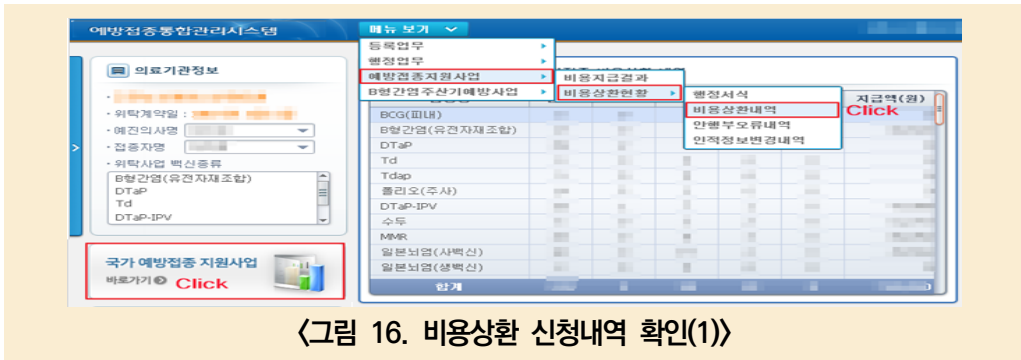 예방접종통합관리시스템
메뉴 보기
등록업무
행정업무
예방접종지원사업
B형간염주산기예방사업
비용지급결과
비용상환현황
행정서식
비용상환내역
안행부오류내역
인적정보변경내역
Click
지급액(원)
의료기관정보
· 위탁계약일 :
· 예진의사명
· 접종자명
· 위탁사업 백신종류
B형간염(유전자재조합)
DTaP
Td
DTaP-IPV
국가 예방접종 지원사업
바로가기 Click
BCG(피내)
B형간염(유전자재조합)
DTaP
Td
Tdap
폴리오(주사)
DTaP-IPV
수두
MMR
일본뇌염(사백신)
일본뇌염(생백신)
합계
<그림 16. 비용상환 신청내역 확인(1)>